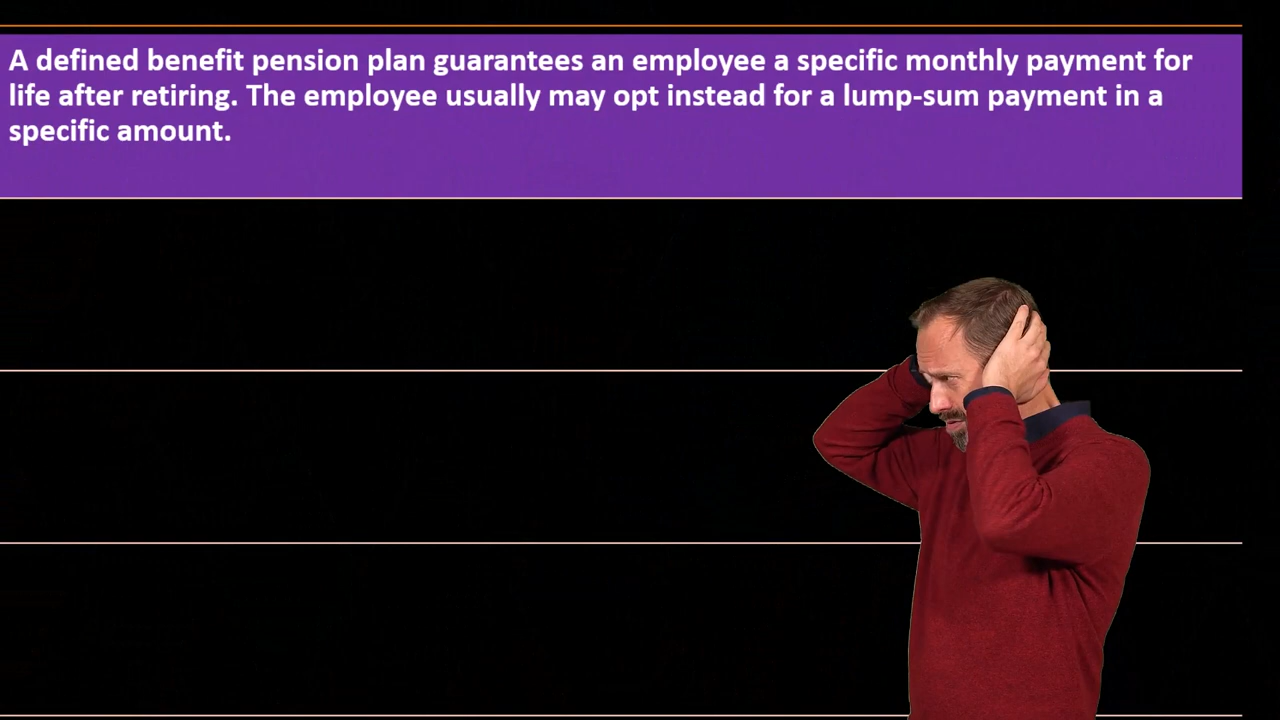 A defined benefit pension plan guarantees an employee a specific monthly payment for
life after retiring. The employee usually may opt instead for a lump-sum payment in a
specific amount.